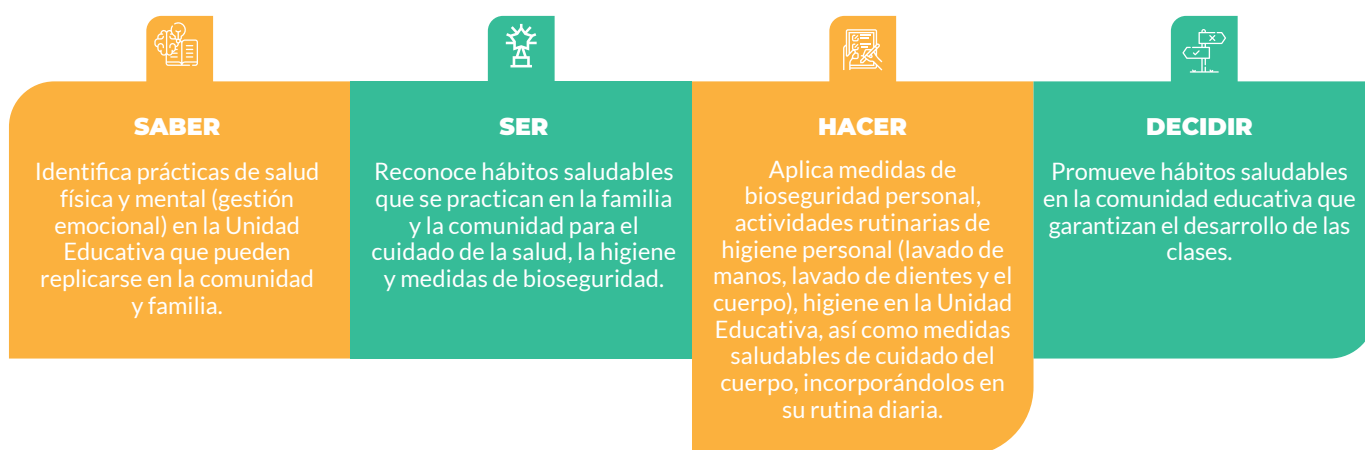 SABER
Identifica prácticas de salud
física y mental (gestión
emocional) en la Unidad
Educativa que pueden
replicarse en la comunidad
y familia.
SER
Reconoce hábitos saludables
que se practican en la familia
y la comunidad para el
cuidado de la salud, la higiene
y medidas de bioseguridad.
HACER
Aplica medidas de
bioseguridad personal,
actividades rutinarias de
higiene personal (lavado de
manos, lavado de dientes y el
cuerpo), higiene en la Unidad
Educativa, así como medidas
saludables de cuidado del
cuerpo, incorporándolos en
su rutina diaria.
DECIDIR
Promueve hábitos saludables
en la comunidad educativa que
garantizan el desarrollo de las
clases.